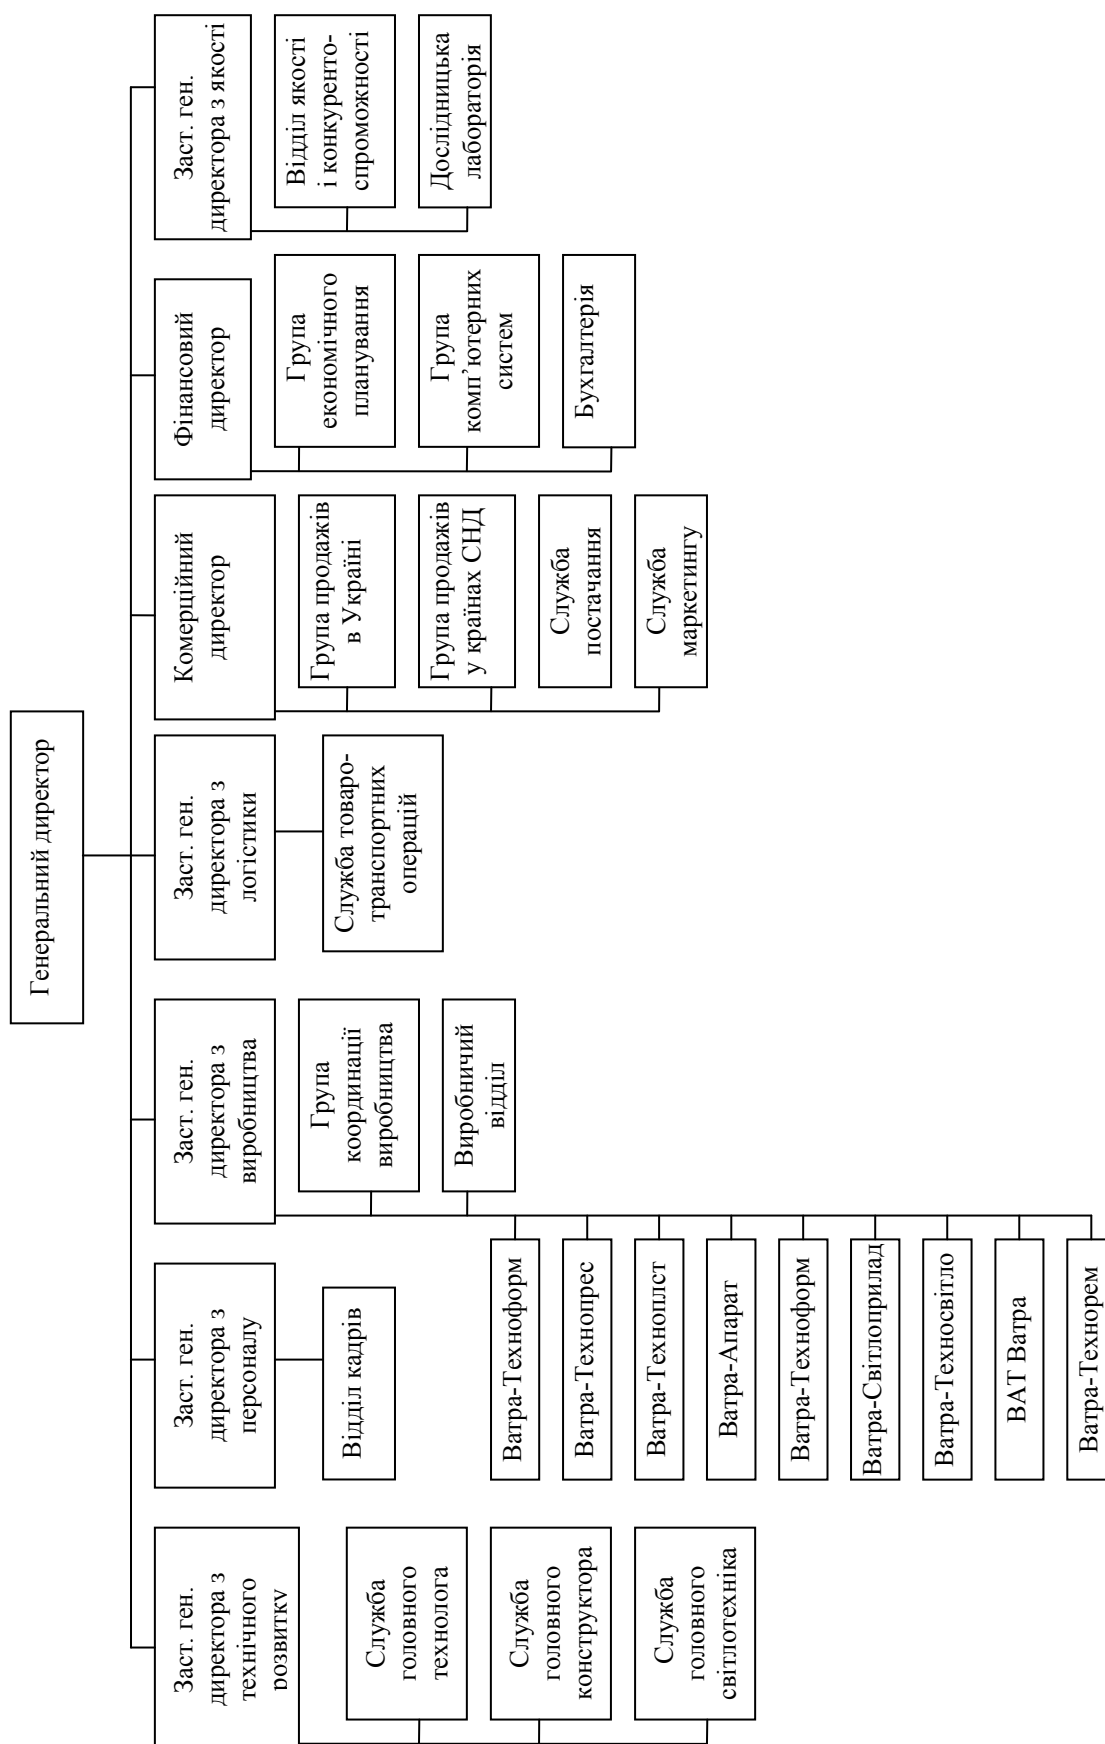 Генеральний директор
Заст. ген.
директора з
технічного
розвитку
Заст. ген.
директора з
персоналу
Заст. ген.
директора з
виробництва
Заст. ген.
директора з
логістики
Комерційний
директор
Фінансовий
директор
Заст. ген.
директора з якості
Служба
головного
технолога
Служба
головного
конструктора
Служба
головного
світлотехніка
Відділ кадрів
Група
координації
виробництва
Виробничий
відділ
Ватра-Техноформ
Ватра-Технопрес
Ватра-Техноплст
Ватра-Апарат
Ватра-Техноформ
Ватра-Світлоприлад
Ватра-Техносвітло
ВАТ Ватра
Ватра-Технорем
Служба товаро-
транспортних
операцій
Група продажів
в Україні
Група продажів
у країнах СНД
Служба
постачання
Служба
маркетингу
Група
економічного
планування
Група
комп’ютерних
систем
Бухгалтерія
Відділ якості
і конкуренто-
спроможності
Дослідницька
лабораторія